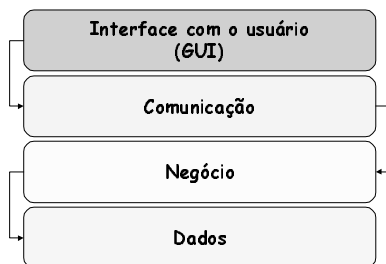 Interface com o usuário
(GUI)
Comunicação
Negócio
Dados